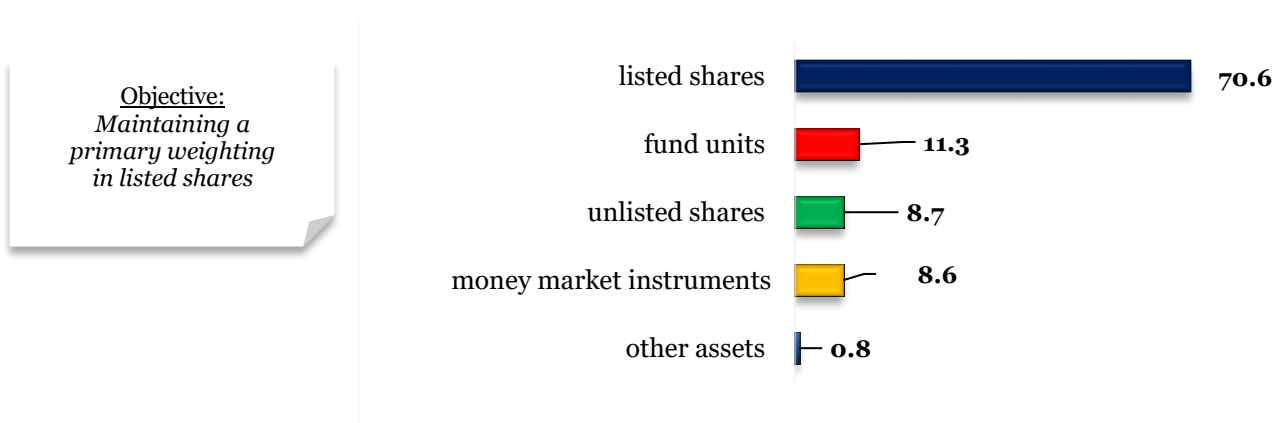 Objective:
Maintaining a
primary weighting
in listed shares
listed shares 70.6
fund units 11.3
unlisted shares 8.7
money market instruments 8.6
other assets 0.8